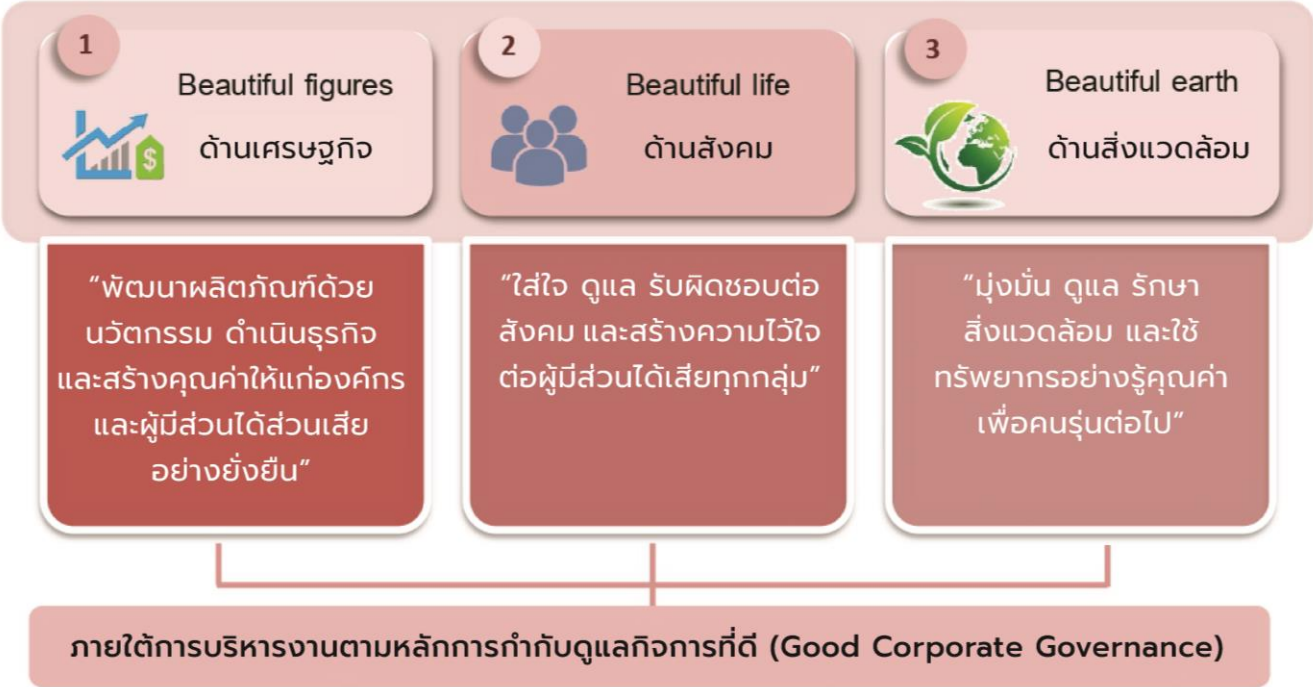 1
Beautiful figures
ด้านเศรษฐกิจ
“พัฒนาผลิตภัณฑ์ด้วย
นวัตกรรม ดำเนินธุรกิจ
และสร้างคุณค่าให้แก่องค์กร
และผู้มีส่วนได้ส่วนเสีย
อย่างยั่งยืน”
2
Beautiful life
ด้านสังคม
“ใส่ใจ ดูแล รับผิดชอบต่อ
สังคม และสร้างความไว้ใจ
ต่อผู้มีส่วนได้เสียทุกกลุ่ม”
3
Beautiful earth
ด้านสิ่งแวดล้อม
“มุ่งมั่น ดูแล รักษา
สิ่งแวดล้อม และใช้
ทรัพยากรอย่างรู้คุณค่า
เพื่อคนรุ่นต่อไป”
ภายใต้การบริหารงานตามหลักการกำกับดูแลกิจการที่ดี (Good Corporate Governance)